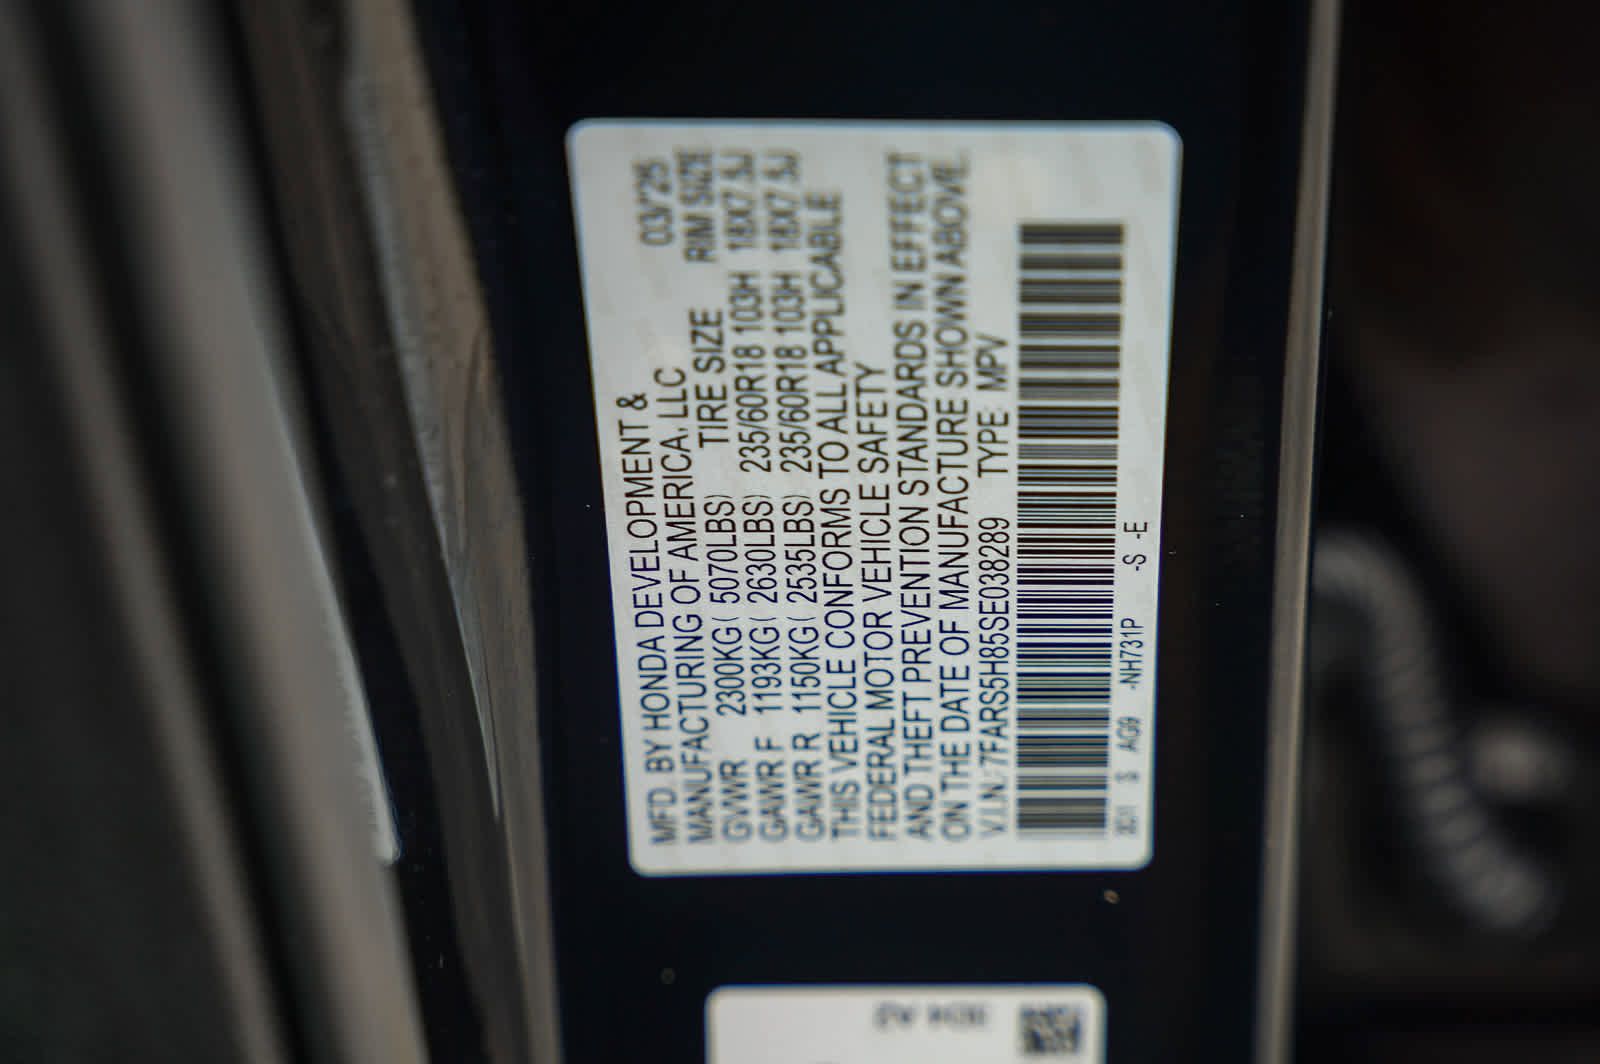 MFD. BY HONDA DEVELOPMENT & 03/'25
MANUFACTURING OF AMERICA, LLC
GVWR 2300KG( 5070LBS) TIRE SIZE RIM SIZE
GAWR F 1193KG( 2630LBS) 235/60R18 103H 18X7.5J
GAWR R 1150KG( 2535LBS) 235/60R18 103H 18X7.5J
THIS VEHICLE CONFORMS TO ALL APPLICABLE
FEDERAL MOTOR VEHICLE SAFETY
AND THEFT PREVENTION STANDARDS IN EFFECT
ON THE DATE OF MANUFACTURE SHOWN ABOVE.
V.I.N.:7FARS5H85SE038289 TYPE: MPV
S AG9 -NH731P -S -E